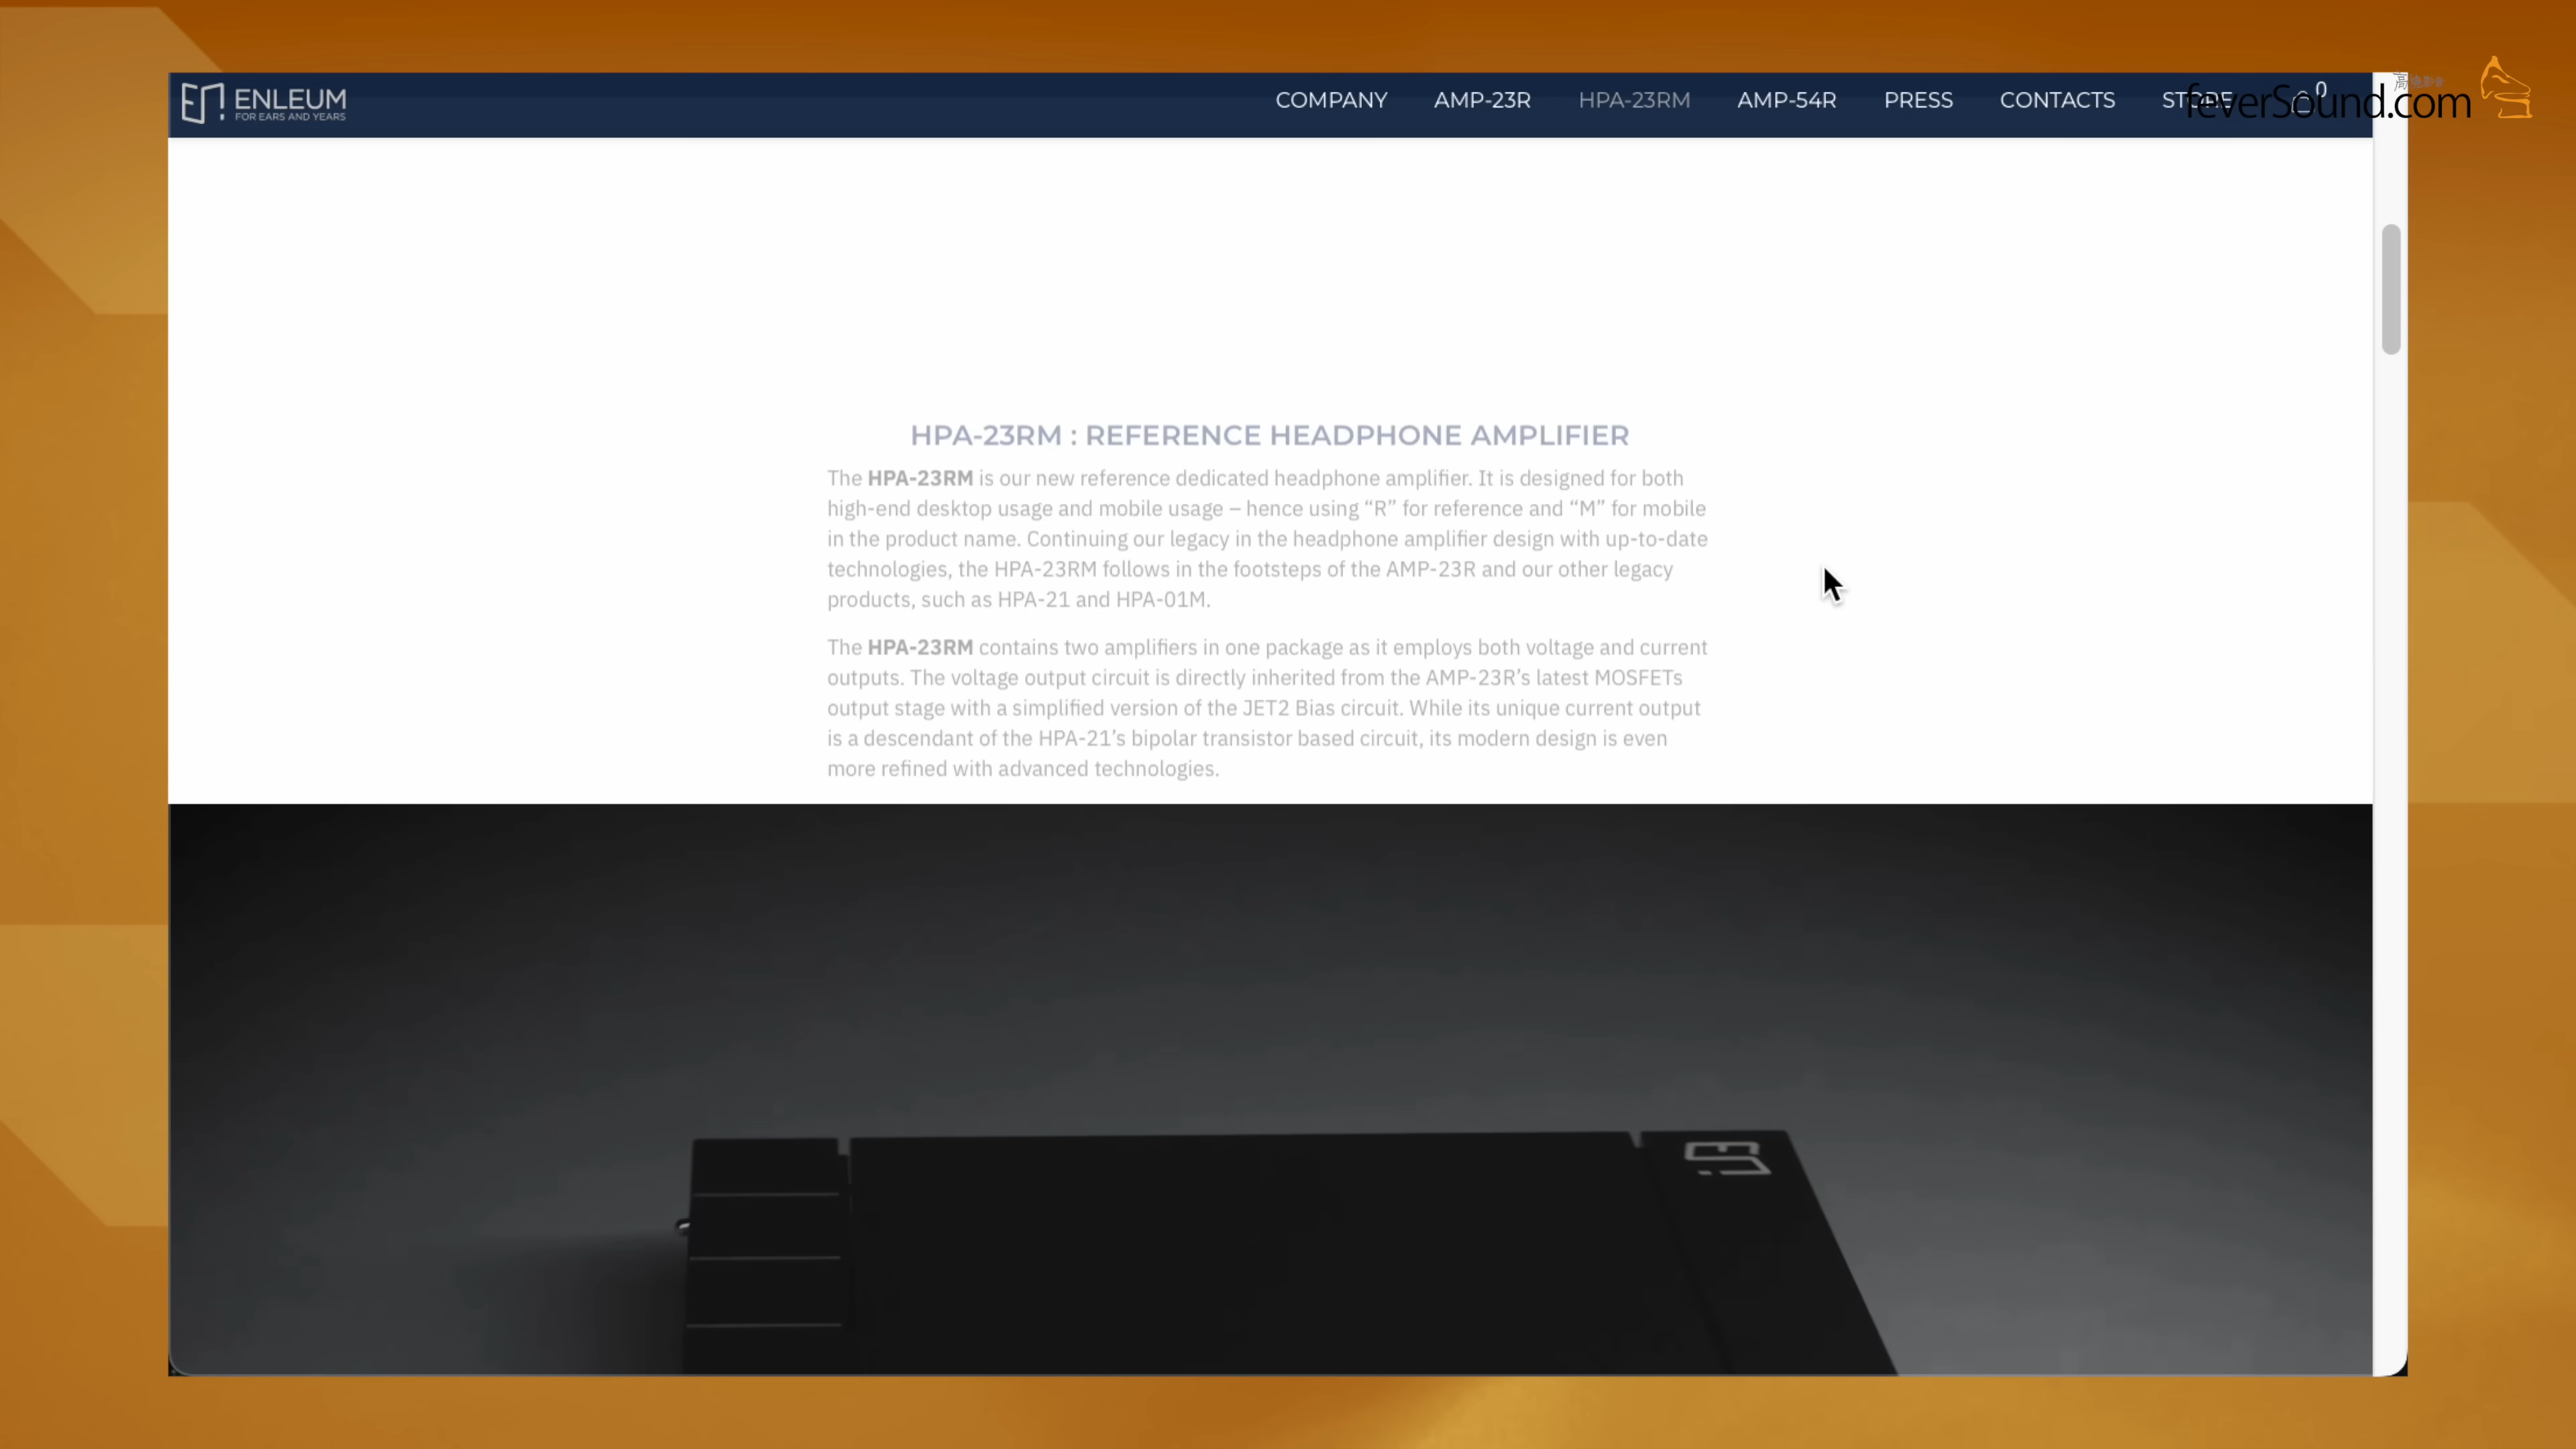 ENLEUM
FOR EARS AND YEARS
COMPANY AMP-23R HPA-23RM AMP-54R PRESS CONTACTS STORE 0
feverSound.com
HPA-23RM : REFERENCE HEADPHONE AMPLIFIER
The HPA-23RM is our new reference dedicated headphone amplifier. It is designed for both
high-end desktop usage and mobile usage – hence using “R” for reference and “M” for mobile
in the product name. Continuing our legacy in the headphone amplifier design with up-to-date
technologies, the HPA-23RM follows in the footsteps of the AMP-23R and our other legacy
products, such as HPA-21 and HPA-01M.
The HPA-23RM contains two amplifiers in one package as it employs both voltage and current
outputs. The voltage output circuit is directly inherited from the AMP-23R’s latest MOSFETs
output stage with a simplified version of the JET2 Bias circuit. While its unique current output
is a descendant of the HPA-21’s bipolar transistor based circuit, its modern design is even
more refined with advanced technologies.